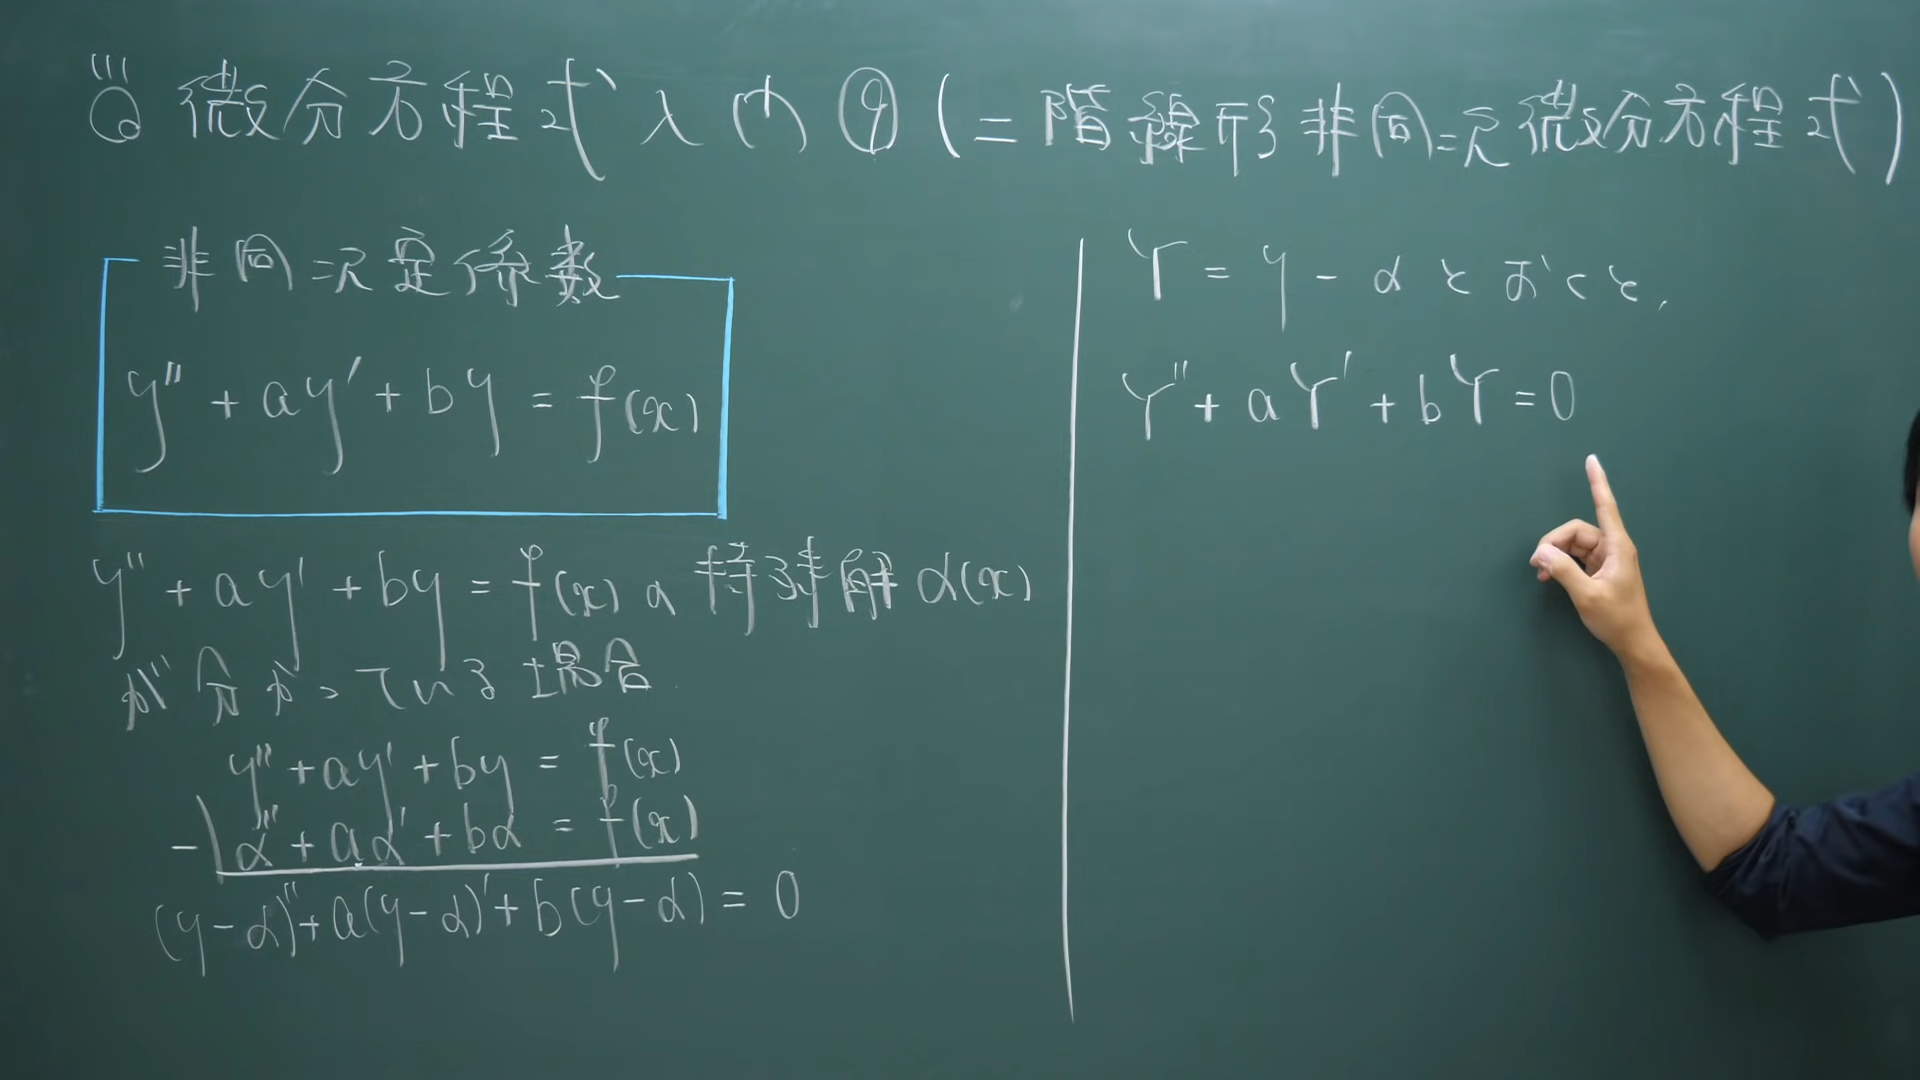 微分方程式入門⑨(二階線形非同二次微分方程式)
非同二次定係数
y'' + ay' + by = f(x)
y'' + ay' + by = f(x) の 特殊解 α(x)
が分かっている場合
y'' + ay' + by = f(x)
-) α'' + aα' + bα = f(x)
(y-α)'' + a(y-α)' + b(y-α) = 0
Y = y - α とおくと、
Y'' + aY' + bY = 0